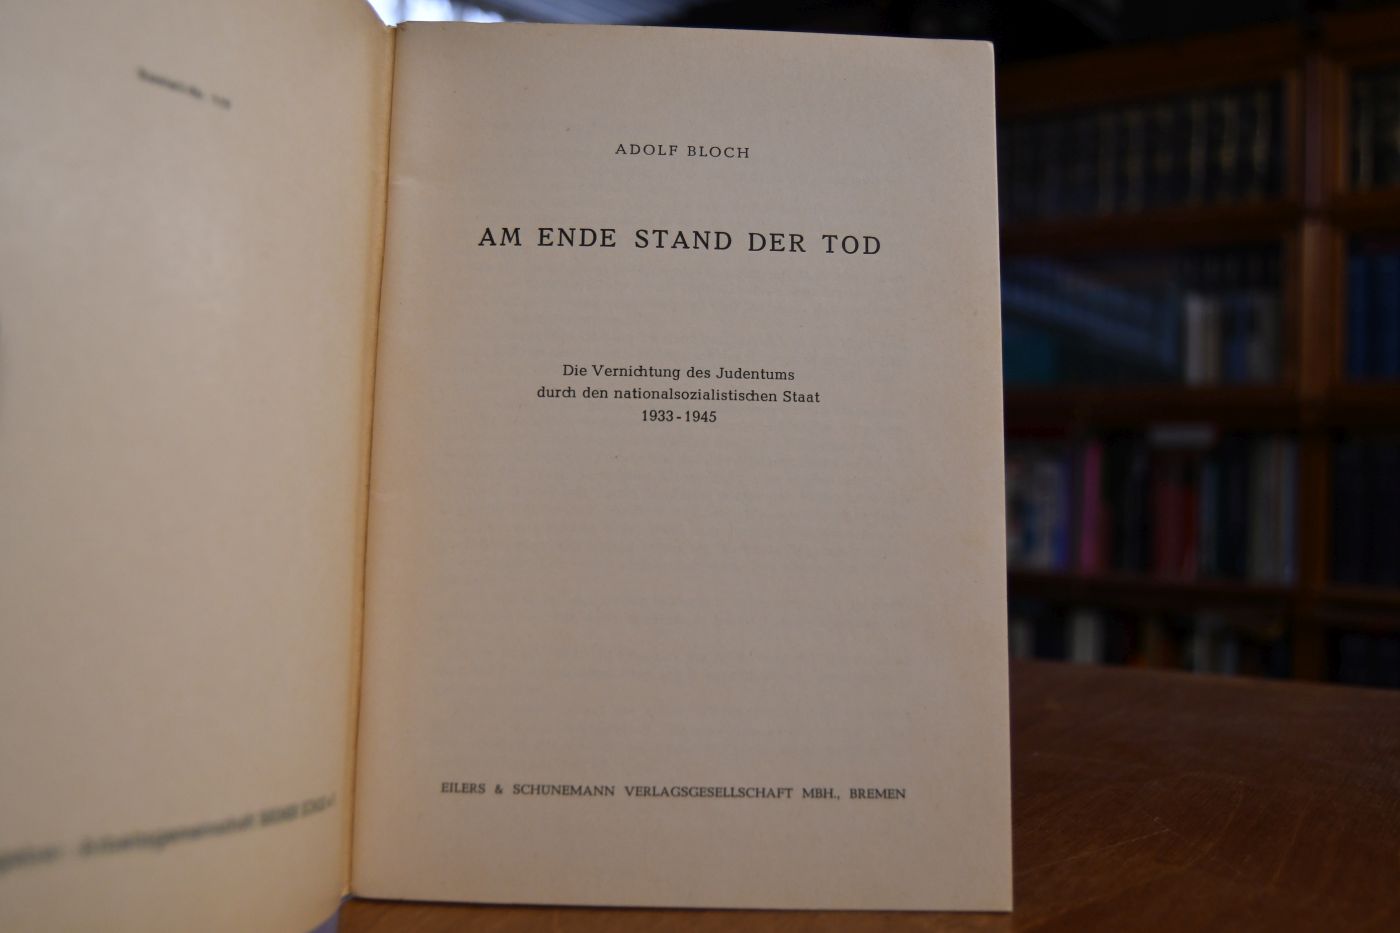 ADOLF BLOCH
AM ENDE STAND DER TOD
Die Vernichtung des Judentums
durch den nationalsozialistischen Staat
1933-1945
EILERS & SCHÜNEMANN VERLAGSGESELLSCHAFT MBH., BREMEN